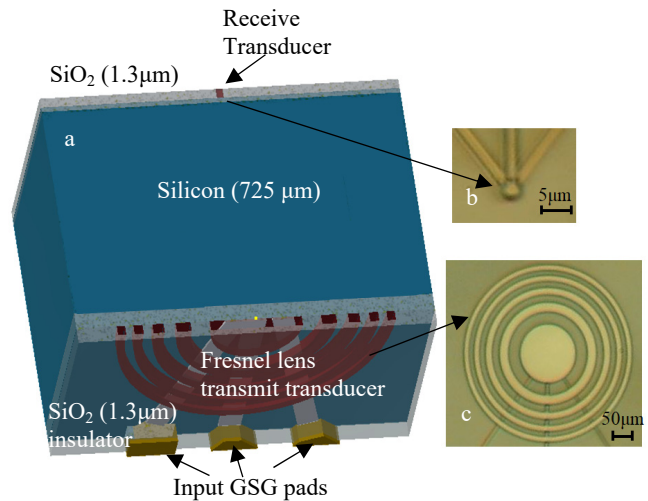 Receive
Transducer
SiO₂ (1.3µm)
a
Silicon (725 µm)
b
5µm
Fresnel lens
transmit transducer
SiO₂ (1.3µm)
insulator
c
50µm
Input GSG pads